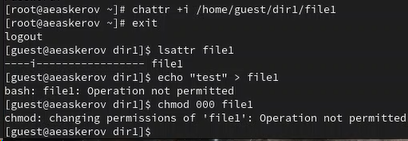 [root@aeaskerov ~]# chattr +i /home/guest/dir1/file1
[root@aeaskerov ~]# exit
logout
[guest@aeaskerov dir1]$ lsattr file1
----i----------------- file1
[guest@aeaskerov dir1]$ echo "test" > file1
bash: file1: Operation not permitted
[guest@aeaskerov dir1]$ chmod 000 file1
chmod: changing permissions of 'file1': Operation not permitted
[guest@aeaskerov dir1]$